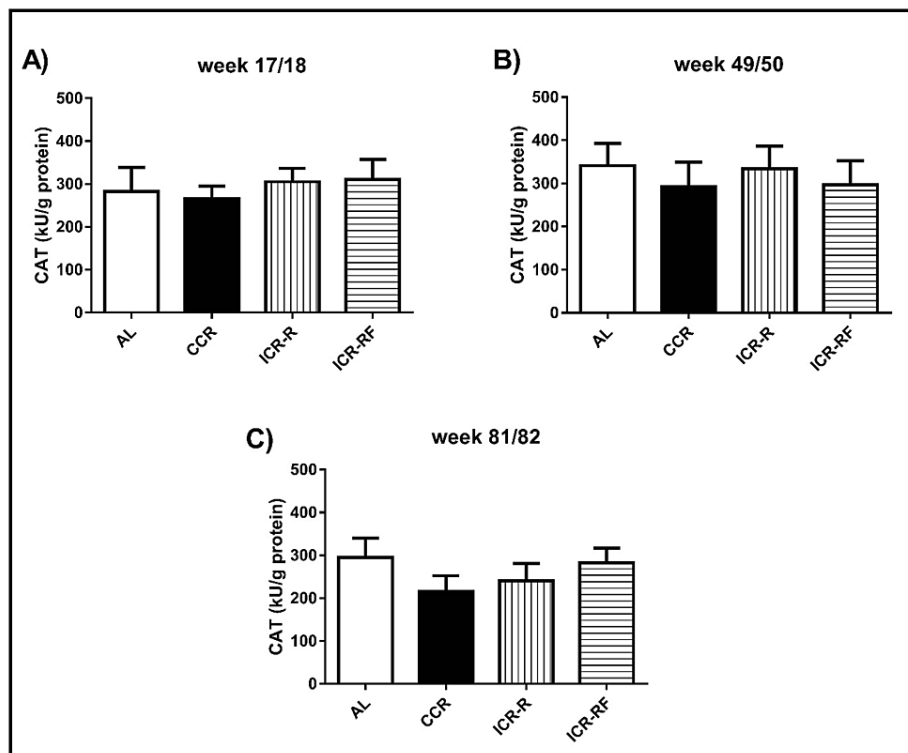 A)
week 17/18
CAT (kU/g protein)
500
400
300
200
100
0
AL
CCR
ICR-R
ICR-RF
B)
week 49/50
CAT (kU/g protein)
500
400
300
200
100
0
AL
CCR
ICR-R
ICR-RF
C)
week 81/82
CAT (kU/g protein)
500
400
300
200
100
0
AL
CCR
ICR-R
ICR-RF